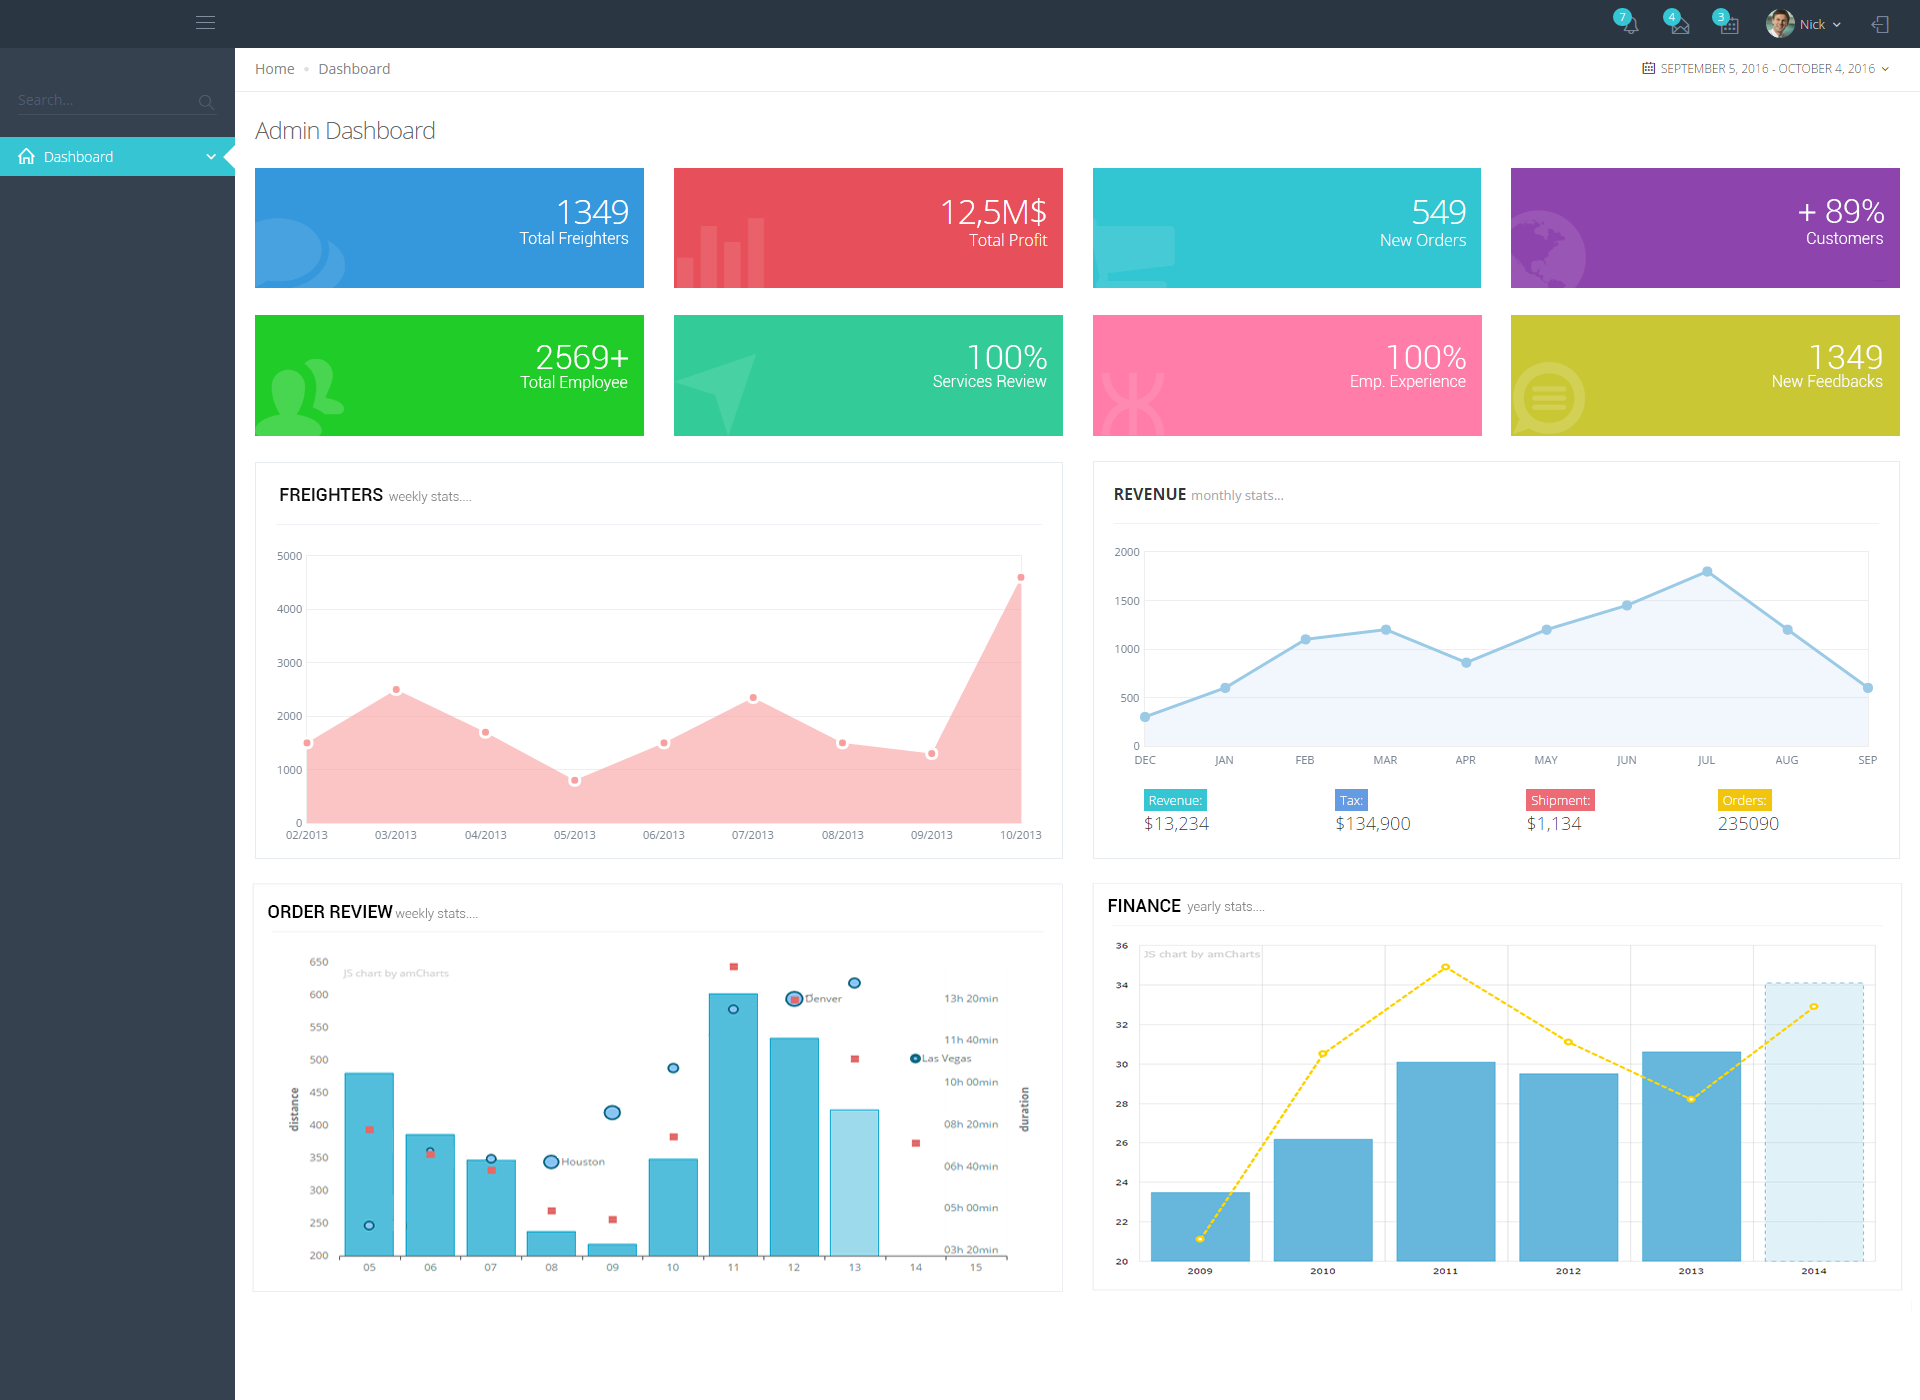 7
4
3
Nick
Home
Dashboard
SEPTEMBER 5, 2016 - OCTOBER 4, 2016
Search...
Dashboard
Admin Dashboard
1349
Total Freighters
12,5M$
Total Profit
549
New Orders
+ 89%
Customers
2569+
Total Employee
100%
Services Review
100%
Emp. Experience
1349
New Feedbacks
FREIGHTERS weekly stats....
5000
4000
3000
2000
1000
0
02/2013 03/2013 04/2013 05/2013 06/2013 07/2013 08/2013 09/2013 10/2013
REVENUE monthly stats...
2000
1500
1000
500
0
DEC JAN FEB MAR APR MAY JUN JUL AUG SEP
Revenue: Tax: Shipment: Orders:
$13,234 $134,900 $1,134 235090
ORDER REVIEW weekly stats....
JS chart by amCharts
650
600
550
500
450
400
350
300
250
200
distance
Denver
Las Vegas
Houston
13h 20min
11h 40min
10h 00min
08h 20min
06h 40min
05h 00min
03h 20min
duration
05 06 07 08 09 10 11 12 13 14 15
FINANCE yearly stats....
JS chart by amCharts
36
34
32
30
28
26
24
22
20
2009 2010 2011 2012 2013 2014